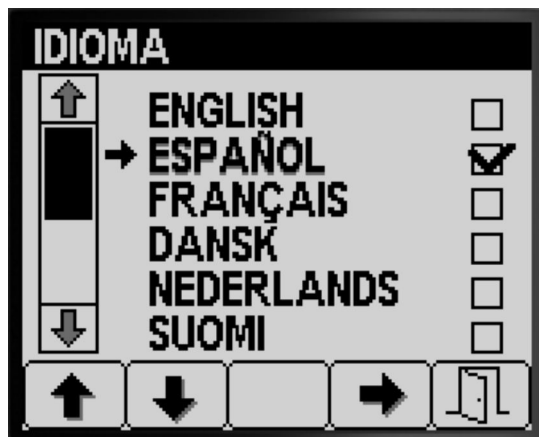 IDIOMA
ENGLISH
ESPAÑOL
FRANÇAIS
DANSK
NEDERLANDS
SUOMI